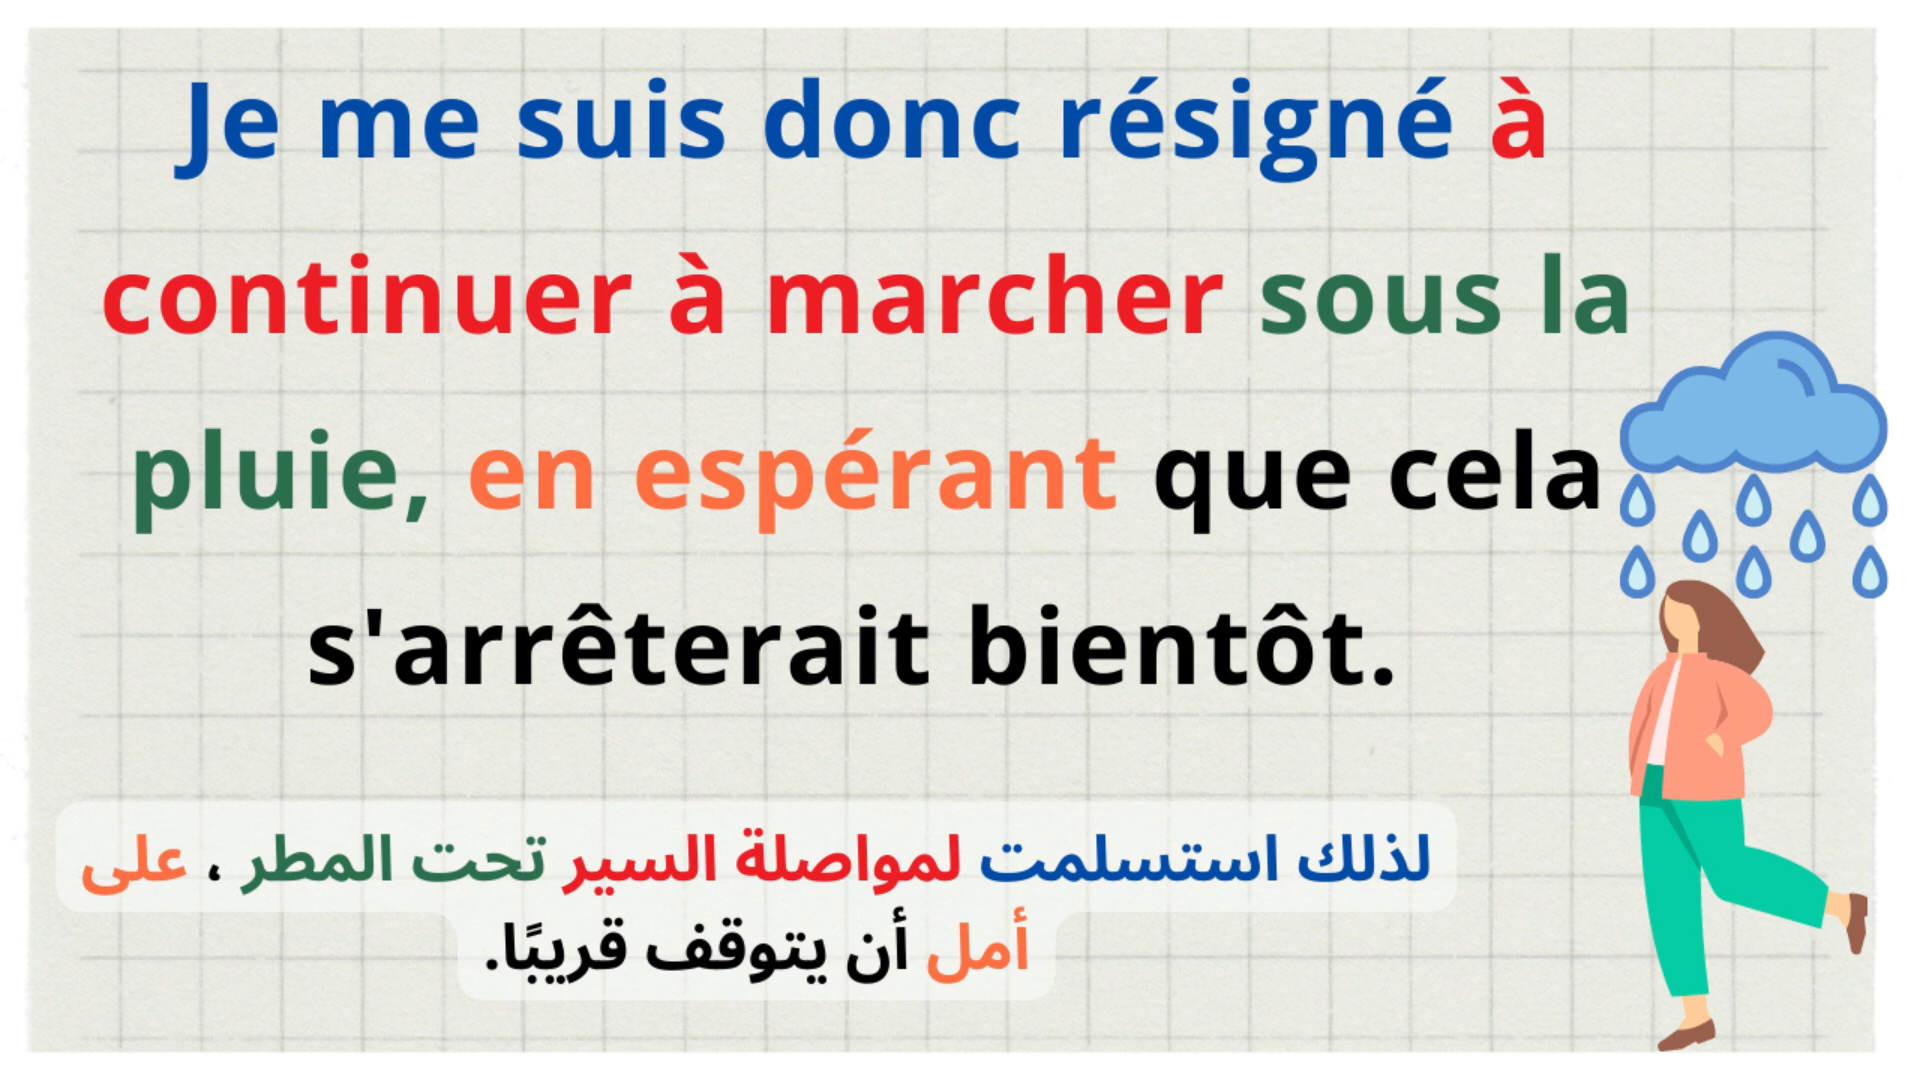 Je me suis donc résigné à
continuer à marcher sous la
pluie, en espérant que cela
s'arrêterait bientôt.
لذلك استسلمت لمواصلة السير تحت المطر ، على
أمل أن يتوقف قريبًا.